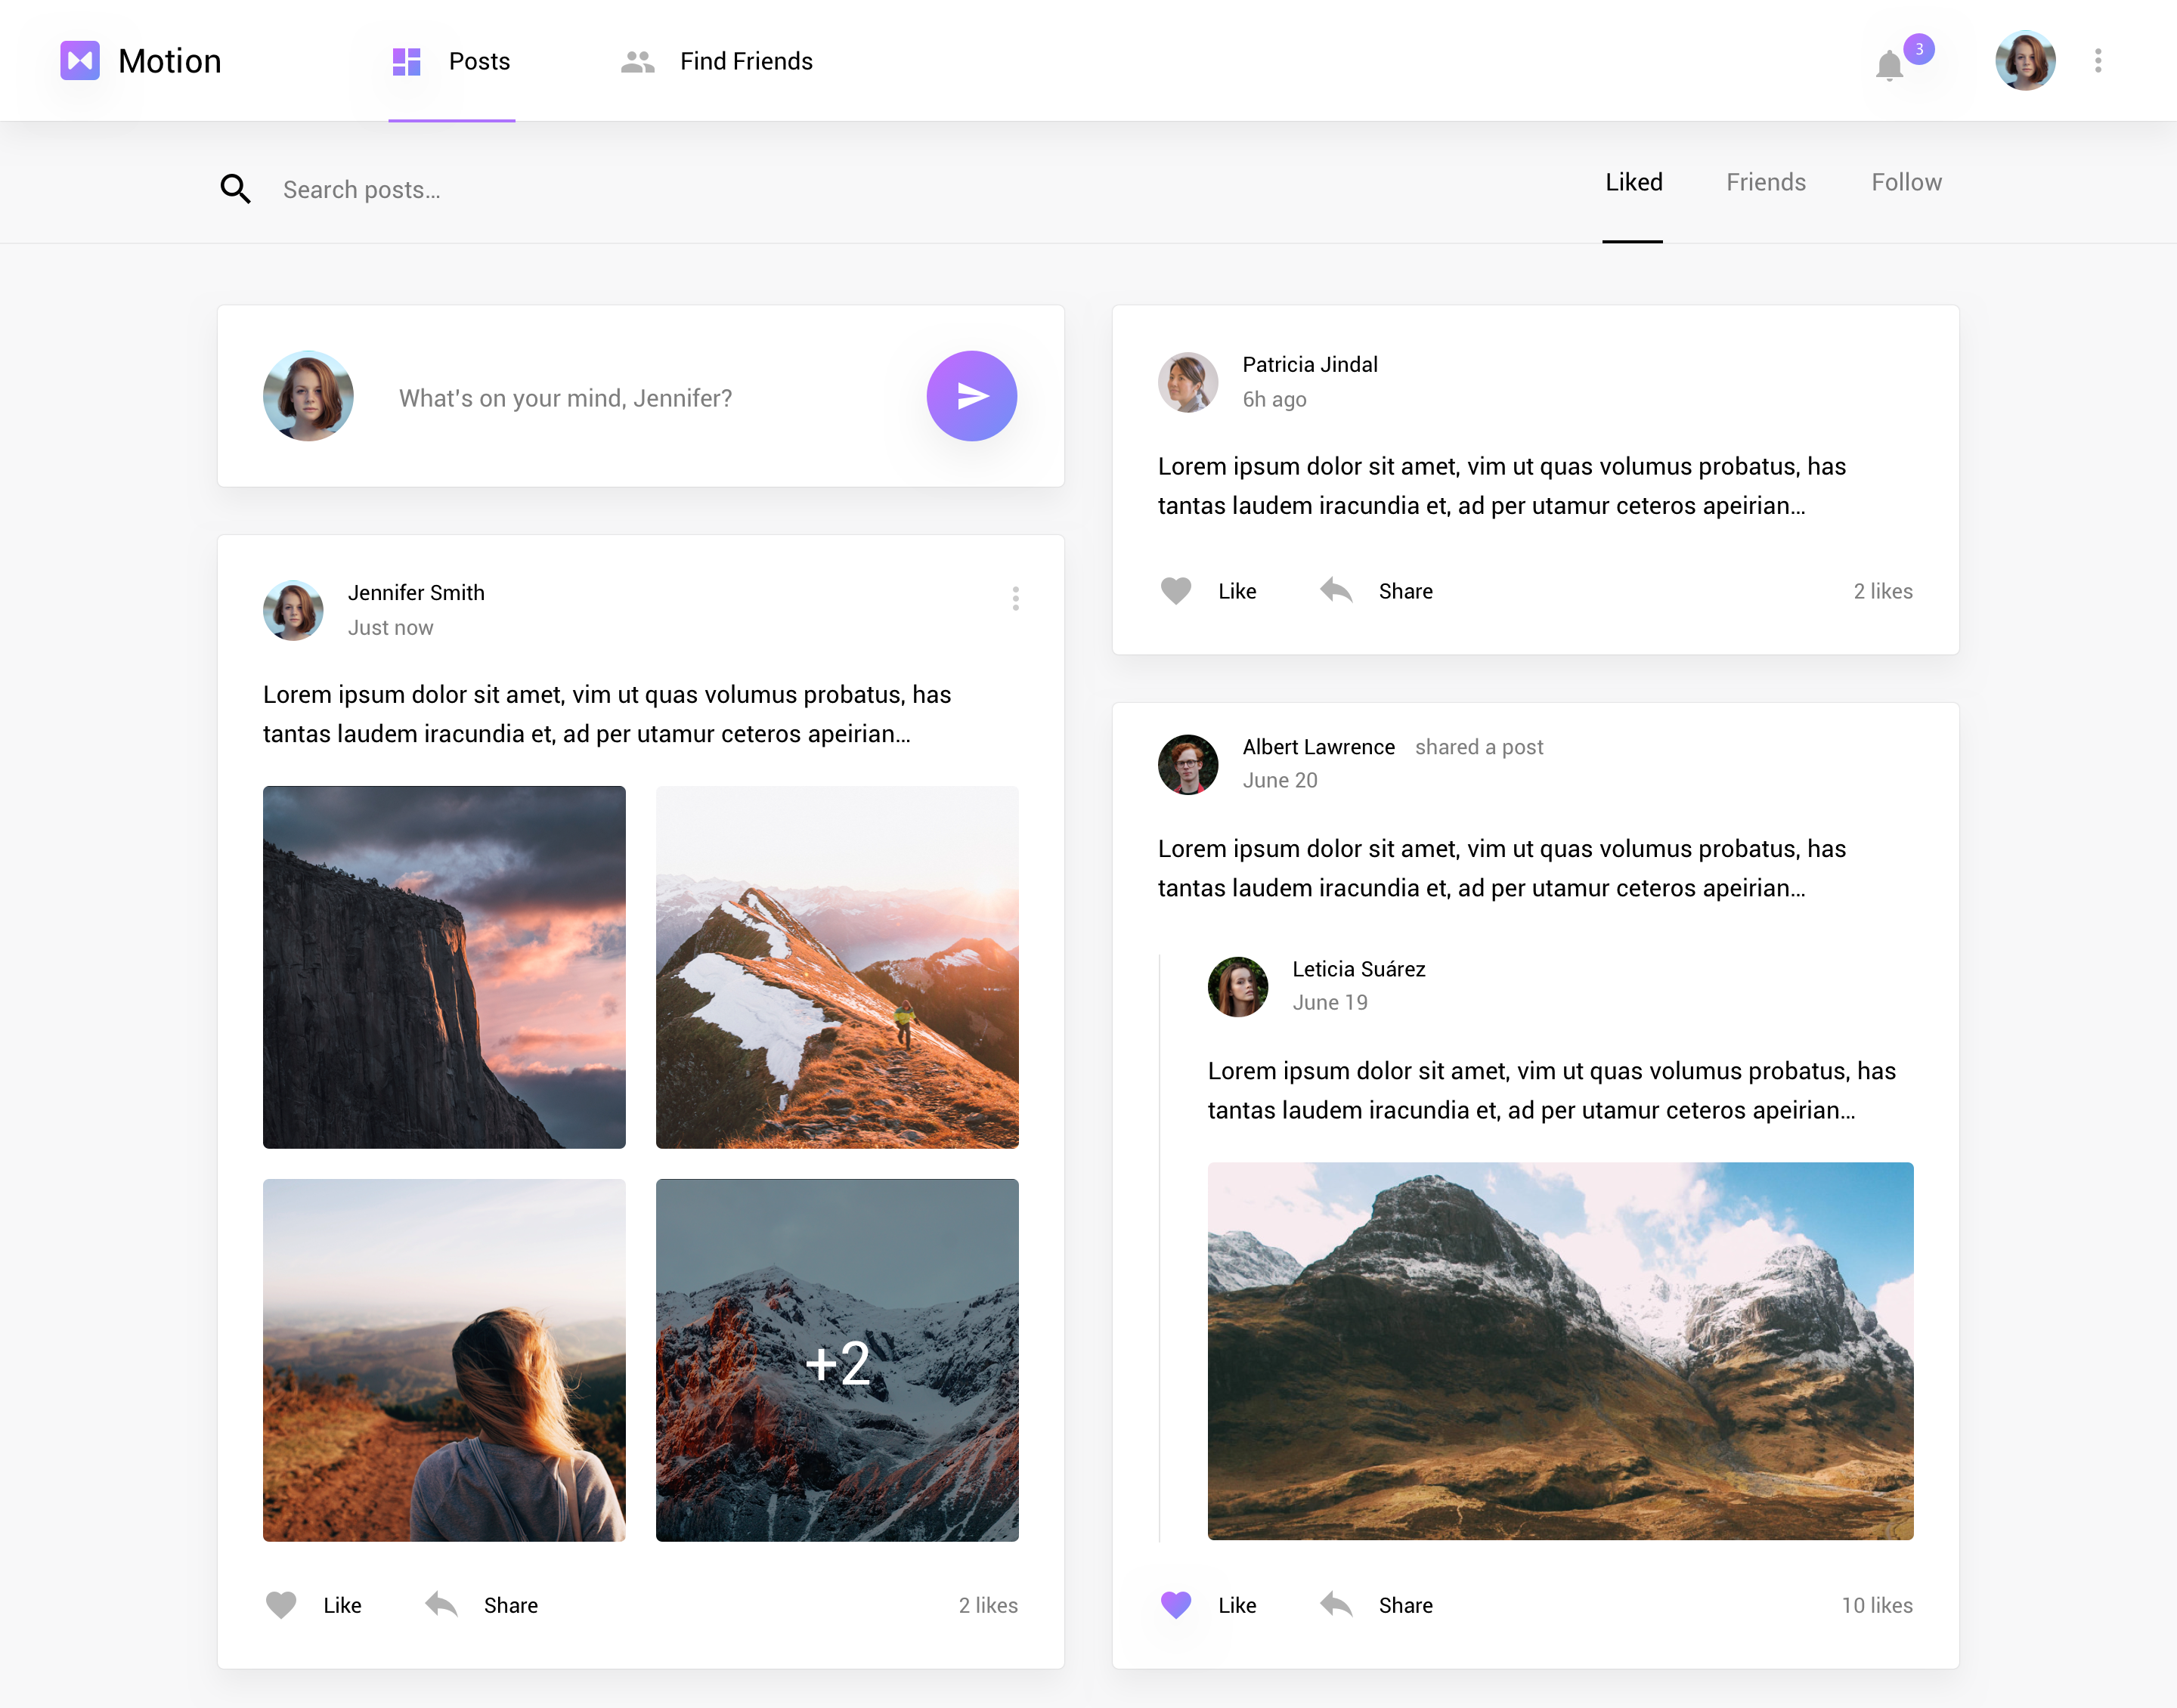 Motion
Posts
Find Friends
3
Search posts...
Liked
Friends
Follow
What's on your mind, Jennifer?
Jennifer Smith
Just now
Lorem ipsum dolor sit amet, vim ut quas volumus probatus, has
tantas laudem iracundia et, ad per utamur ceteros apeirian...
+2
Like
Share
2 likes
Patricia Jindal
6h ago
Lorem ipsum dolor sit amet, vim ut quas volumus probatus, has
tantas laudem iracundia et, ad per utamur ceteros apeirian...
Like
Share
2 likes
Albert Lawrence shared a post
June 20
Lorem ipsum dolor sit amet, vim ut quas volumus probatus, has
tantas laudem iracundia et, ad per utamur ceteros apeirian...
Leticia Suárez
June 19
Lorem ipsum dolor sit amet, vim ut quas volumus probatus, has
tantas laudem iracundia et, ad per utamur ceteros apeirian...
Like
Share
10 likes